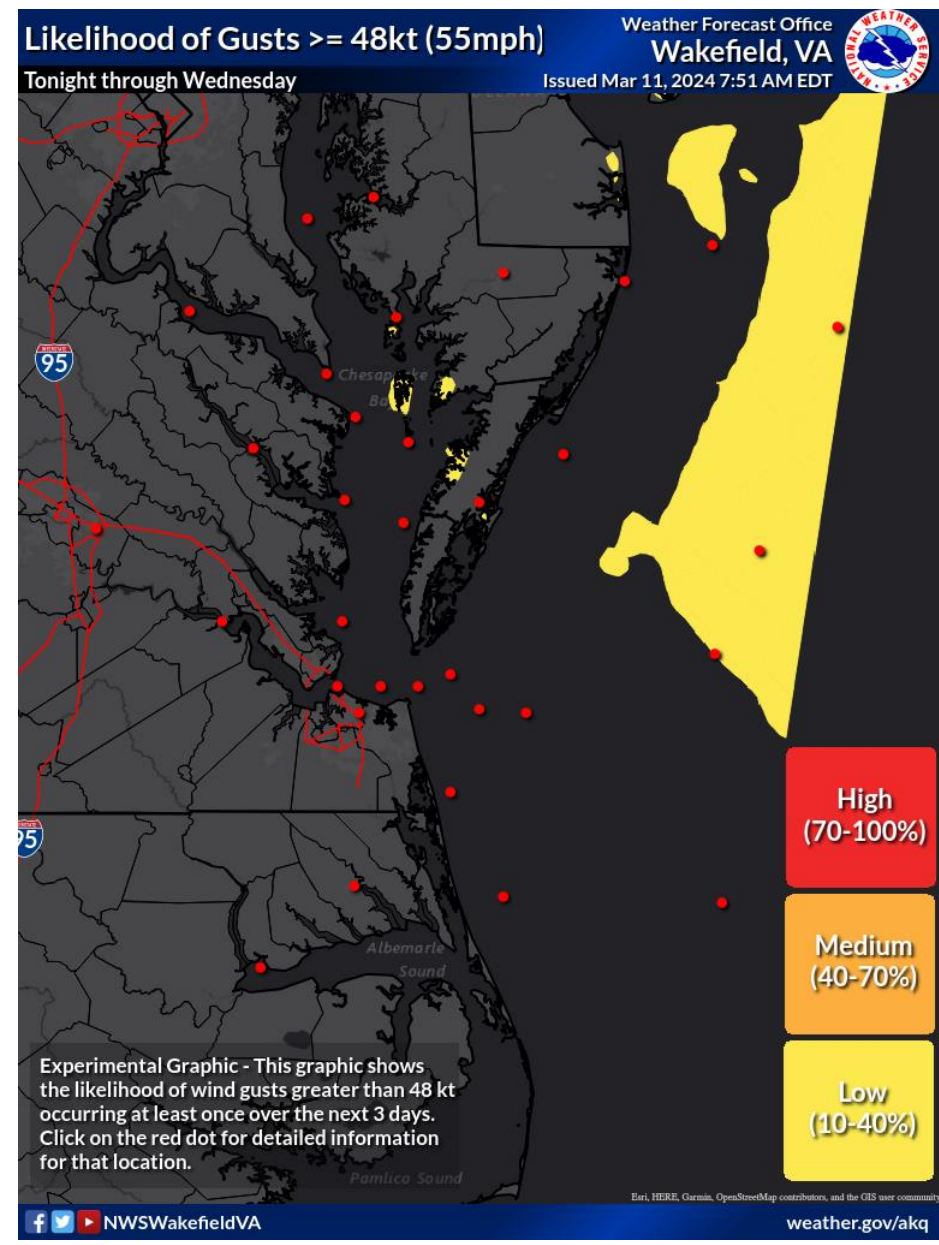 Likelihood of Gusts >= 48kt (55mph)
Tonight through Wednesday
Weather Forecast Office
Wakefield, VA
Issued Mar 11, 2024 7:51 AM EDT
NATIONAL WEATHER SERVICE
95
Chesapeake
Bay
High
(70-100%)
95
Medium
(40-70%)
Albemarle
Sound
Low
(10-40%)
Experimental Graphic - This graphic shows
the likelihood of wind gusts greater than 48 kt
occurring at least once over the next 3 days.
Click on the red dot for detailed information
for that location.
Pamlico Sound
Esri, HERE, Garmin, OpenStreetMap contributors, and the GIS user community
NWSWakefieldVA
weather.gov/akq